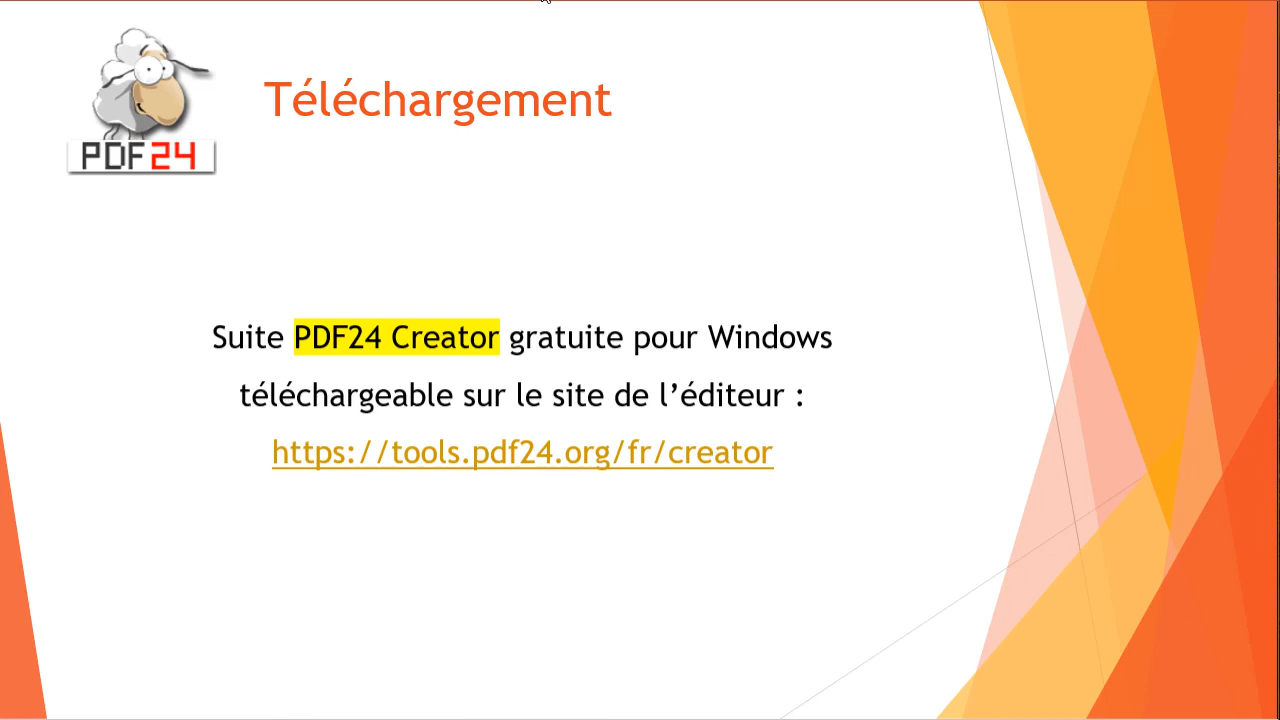 Téléchargement
PDF24
Suite PDF24 Creator gratuite pour Windows
téléchargeable sur le site de l’éditeur :
https://tools.pdf24.org/fr/creator